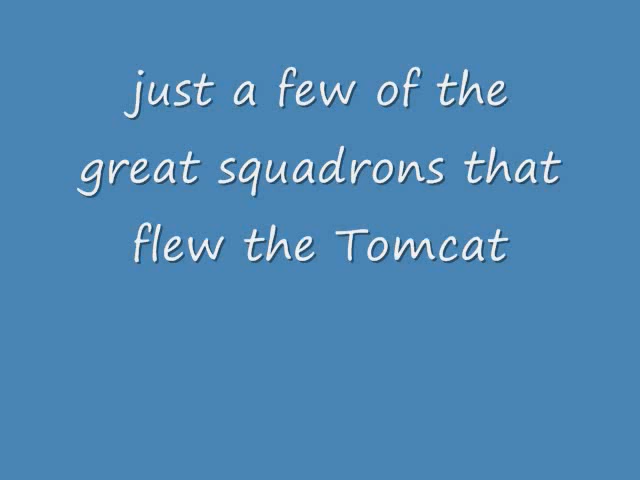 just a few of the
great squadrons that
flew the Tomcat